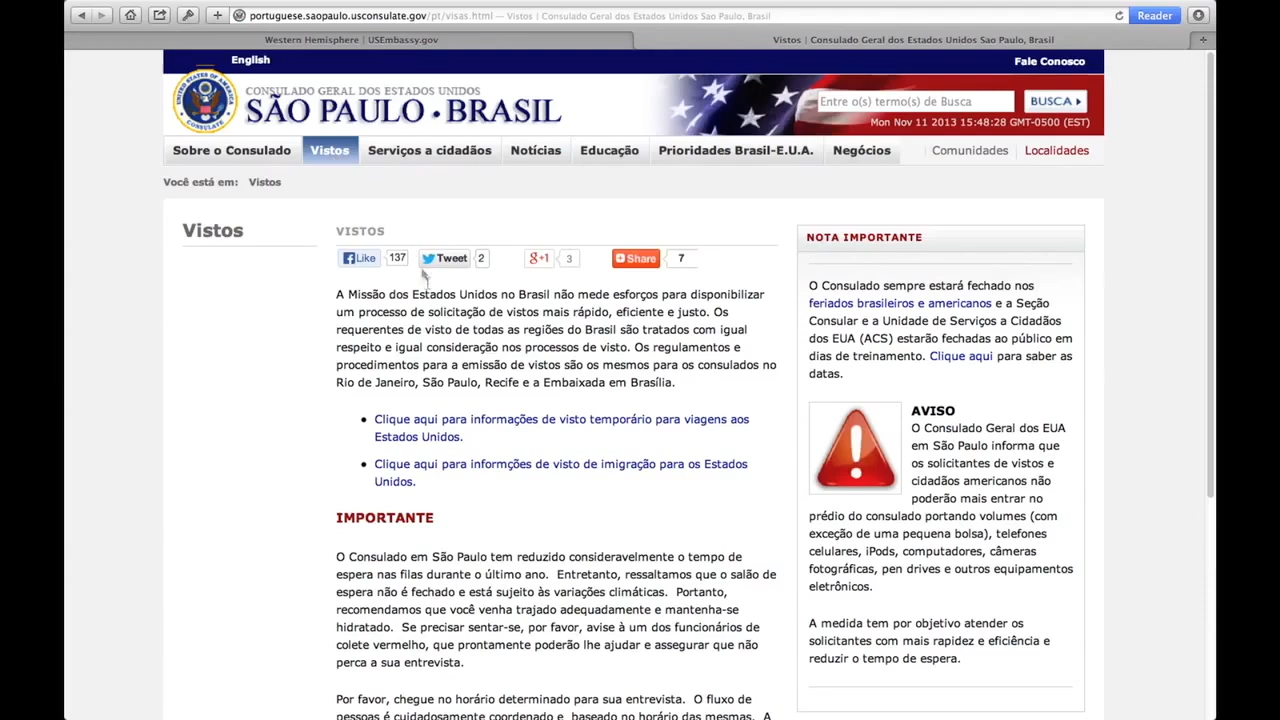 portuguese.saopaulo.usconsulate.gov/pt/visas.html — Vistos | Consulado Geral dos Estados Unidos Sao Paulo, Brasil
Reader
Western Hemisphere | USEmbassy.gov
Vistos | Consulado Geral dos Estados Unidos Sao Paulo, Brasil
English
Fale Conosco
CONSULADO GERAL DOS ESTADOS UNIDOS
SÃO PAULO • BRASIL
Entre o(s) termo(s) de Busca
BUSCA
Mon Nov 11 2013 15:48:28 GMT-0500 (EST)
Sobre o Consulado
Vistos
Serviços a cidadãos
Notícias
Educação
Prioridades Brasil-E.U.A.
Negócios
Comunidades
Localidades
Você está em: Vistos
Vistos
VISTOS
Like 137
Tweet 2
+1 3
Share 7
A Missão dos Estados Unidos no Brasil não mede esforços para disponibilizar
um processo de solicitação de vistos mais rápido, eficiente e justo. Os
requerentes de visto de todas as regiões do Brasil são tratados com igual
respeito e igual consideração nos processos de visto. Os regulamentos e
procedimentos para a emissão de vistos são os mesmos para os consulados no
Rio de Janeiro, São Paulo, Recife e a Embaixada em Brasília.
• Clique aqui para informações de visto temporário para viagens aos
Estados Unidos.
• Clique aqui para informções de visto de imigração para os Estados
Unidos.
IMPORTANTE
O Consulado em São Paulo tem reduzido consideravelmente o tempo de
espera nas filas durante o último ano. Entretanto, ressaltamos que o salão de
espera não é fechado e está sujeito às variações climáticas. Portanto,
recomendamos que você venha trajado adequadamente e mantenha-se
hidratado. Se precisar sentar-se, por favor, avise à um dos funcionários de
colete vermelho, que prontamente poderão lhe ajudar e assegurar que não
perca a sua entrevista.
Por favor, chegue no horário determinado para sua entrevista. O fluxo de
pessoas é cuidadosamente coordenado e baseado no horário das mesmas. A
NOTA IMPORTANTE
O Consulado sempre estará fechado nos
feriados brasileiros e americanos e a Seção
Consular e a Unidade de Serviços a Cidadãos
dos EUA (ACS) estarão fechadas ao público em
dias de treinamento. Clique aqui para saber as
datas.
AVISO
O Consulado Geral dos EUA
em São Paulo informa que
os solicitantes de vistos e
cidadãos americanos não
poderão mais entrar no
prédio do consulado portando volumes (com
exceção de uma pequena bolsa), telefones
celulares, iPods, computadores, câmeras
fotográficas, pen drives e outros equipamentos
eletrônicos.
A medida tem por objetivo atender os
solicitantes com mais rapidez e eficiência e
reduzir o tempo de espera.